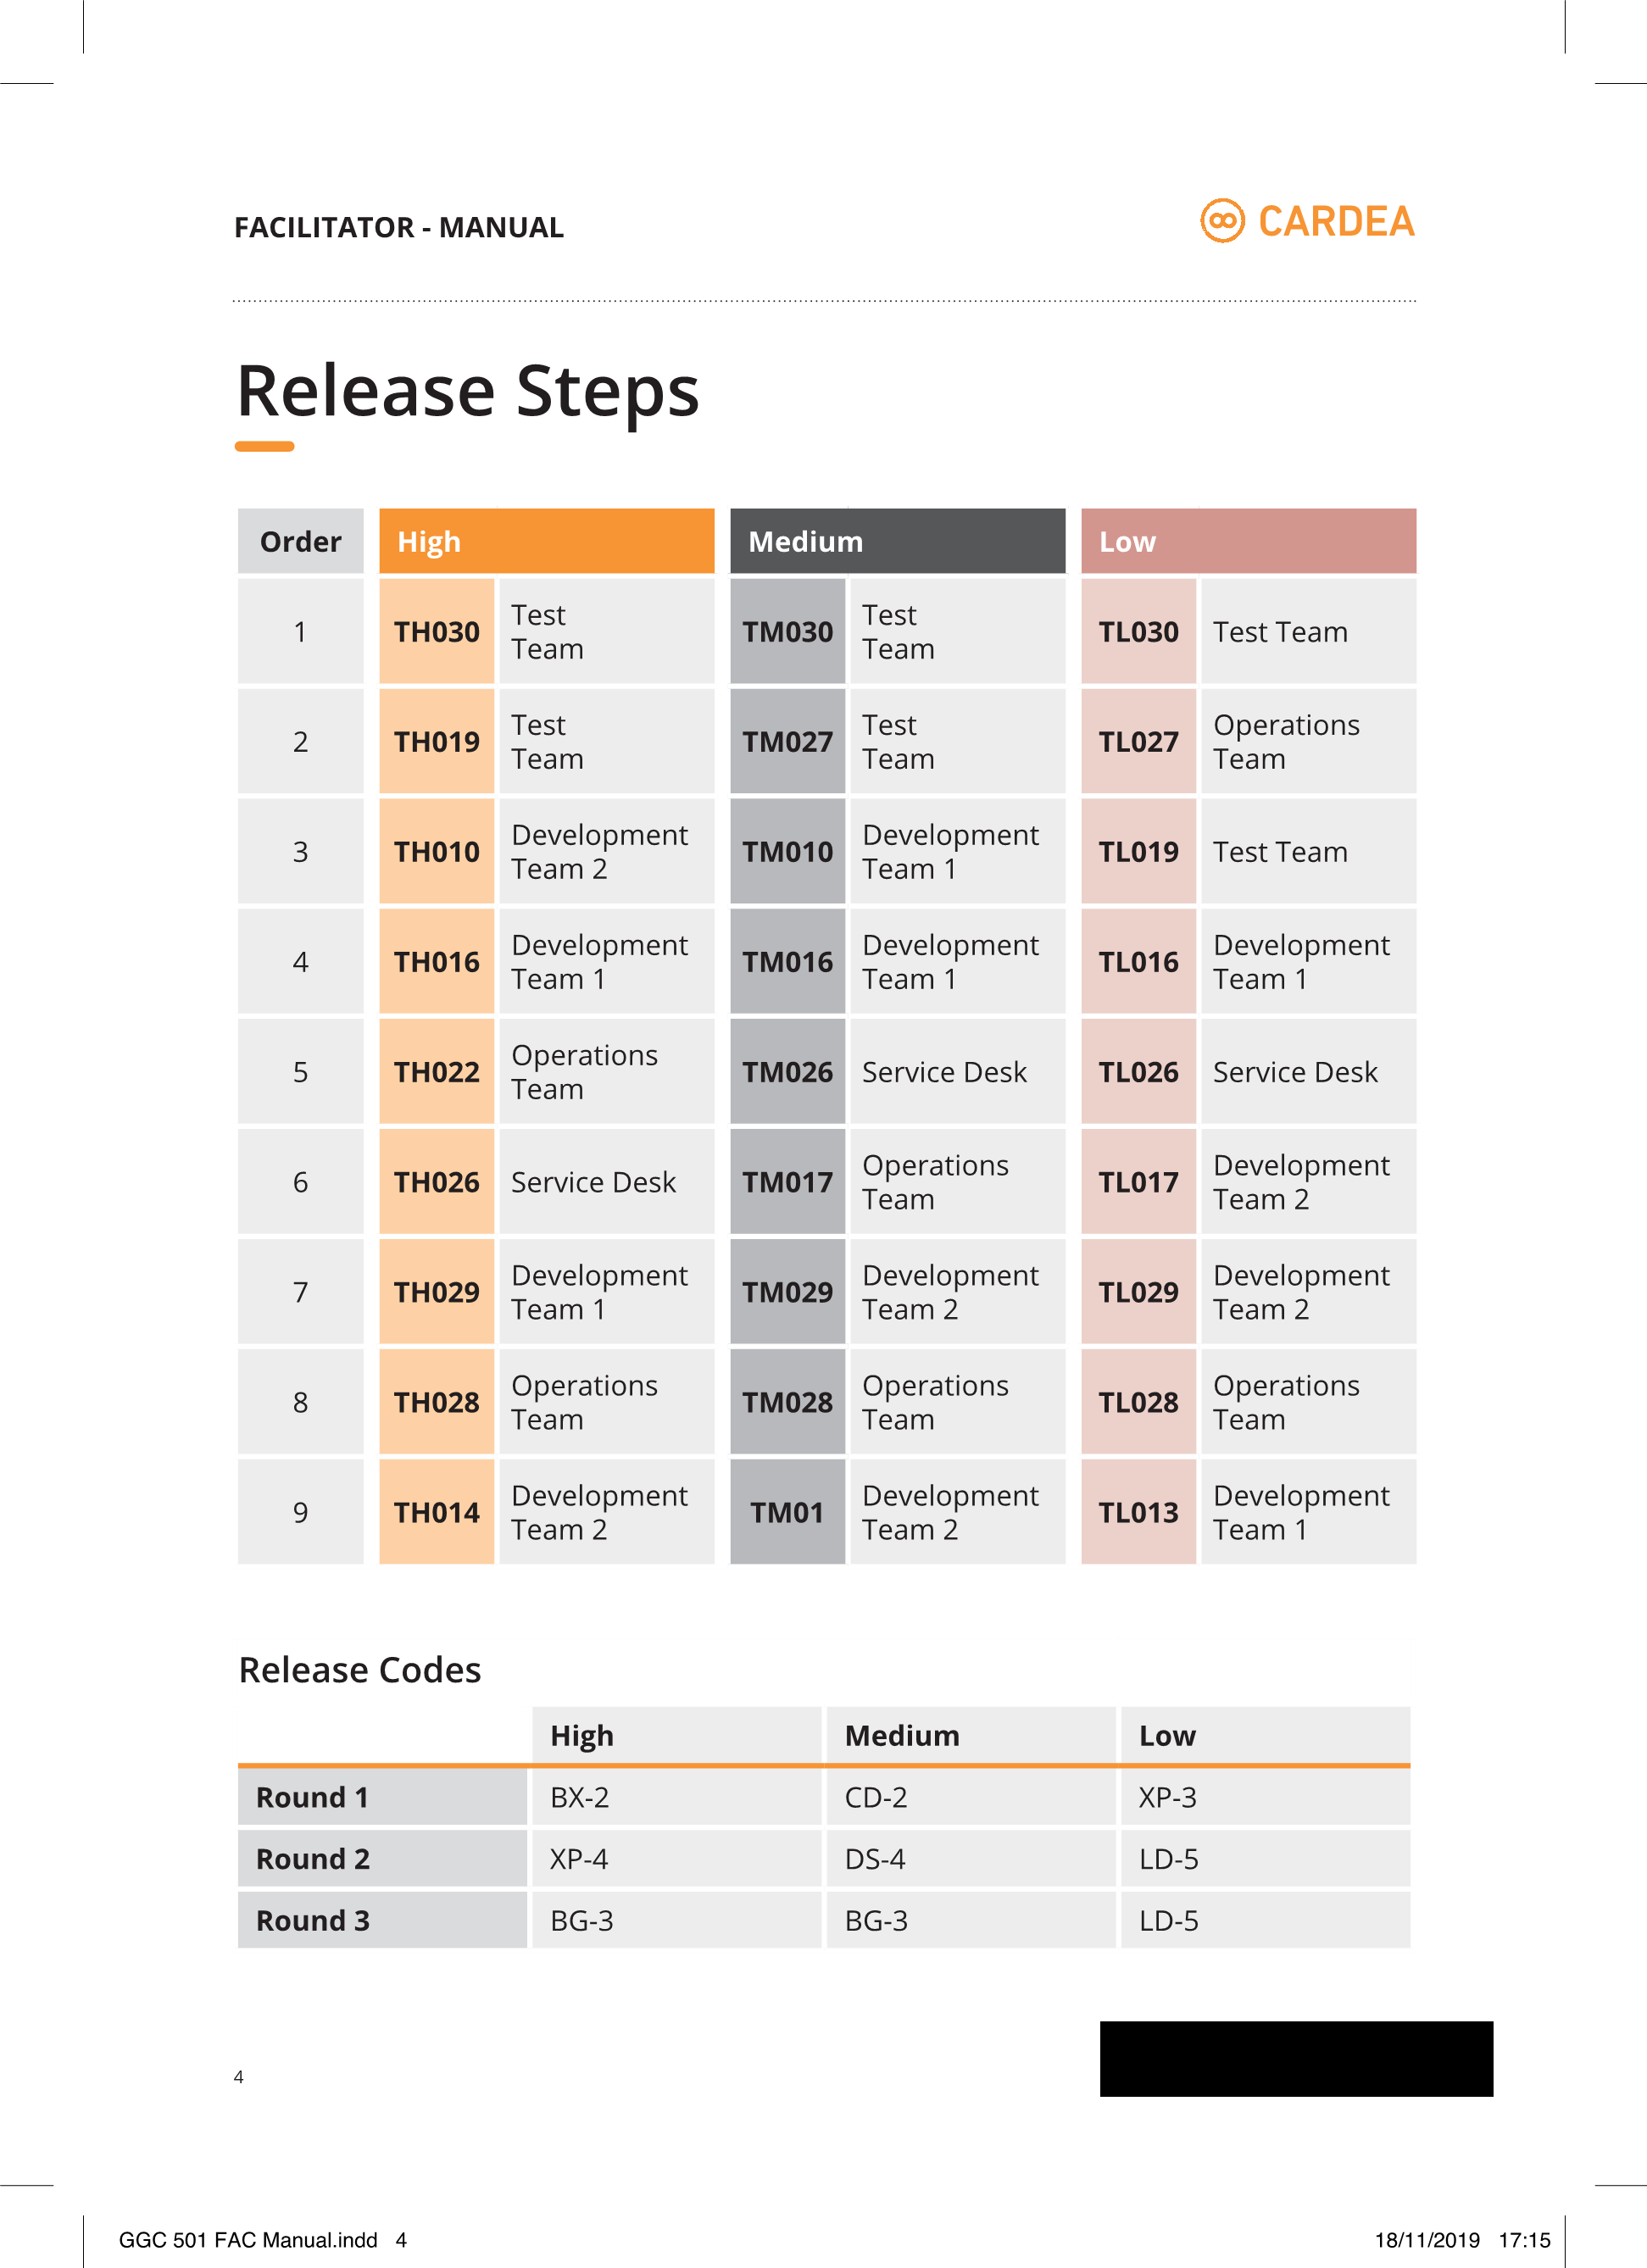 FACILITATOR - MANUAL
CARDEA
Release Steps
Order High Medium Low
1 TH030 Test Team TM030 Test Team TL030 Test Team
2 TH019 Test Team TM027 Test Team TL027 Operations Team
3 TH010 Development Team 2 TM010 Development Team 1 TL019 Test Team
4 TH016 Development Team 1 TM016 Development Team 1 TL016 Development Team 1
5 TH022 Operations Team TM026 Service Desk TL026 Service Desk
6 TH026 Service Desk TM017 Operations Team TL017 Development Team 2
7 TH029 Development Team 1 TM029 Development Team 2 TL029 Development Team 2
8 TH028 Operations Team TM028 Operations Team TL028 Operations Team
9 TH014 Development Team 2 TM01 Development Team 2 TL013 Development Team 1
Release Codes
High Medium Low
Round 1 BX-2 CD-2 XP-3
Round 2 XP-4 DS-4 LD-5
Round 3 BG-3 BG-3 LD-5
4
GGC 501 FAC Manual.indd 4 18/11/2019 17:15